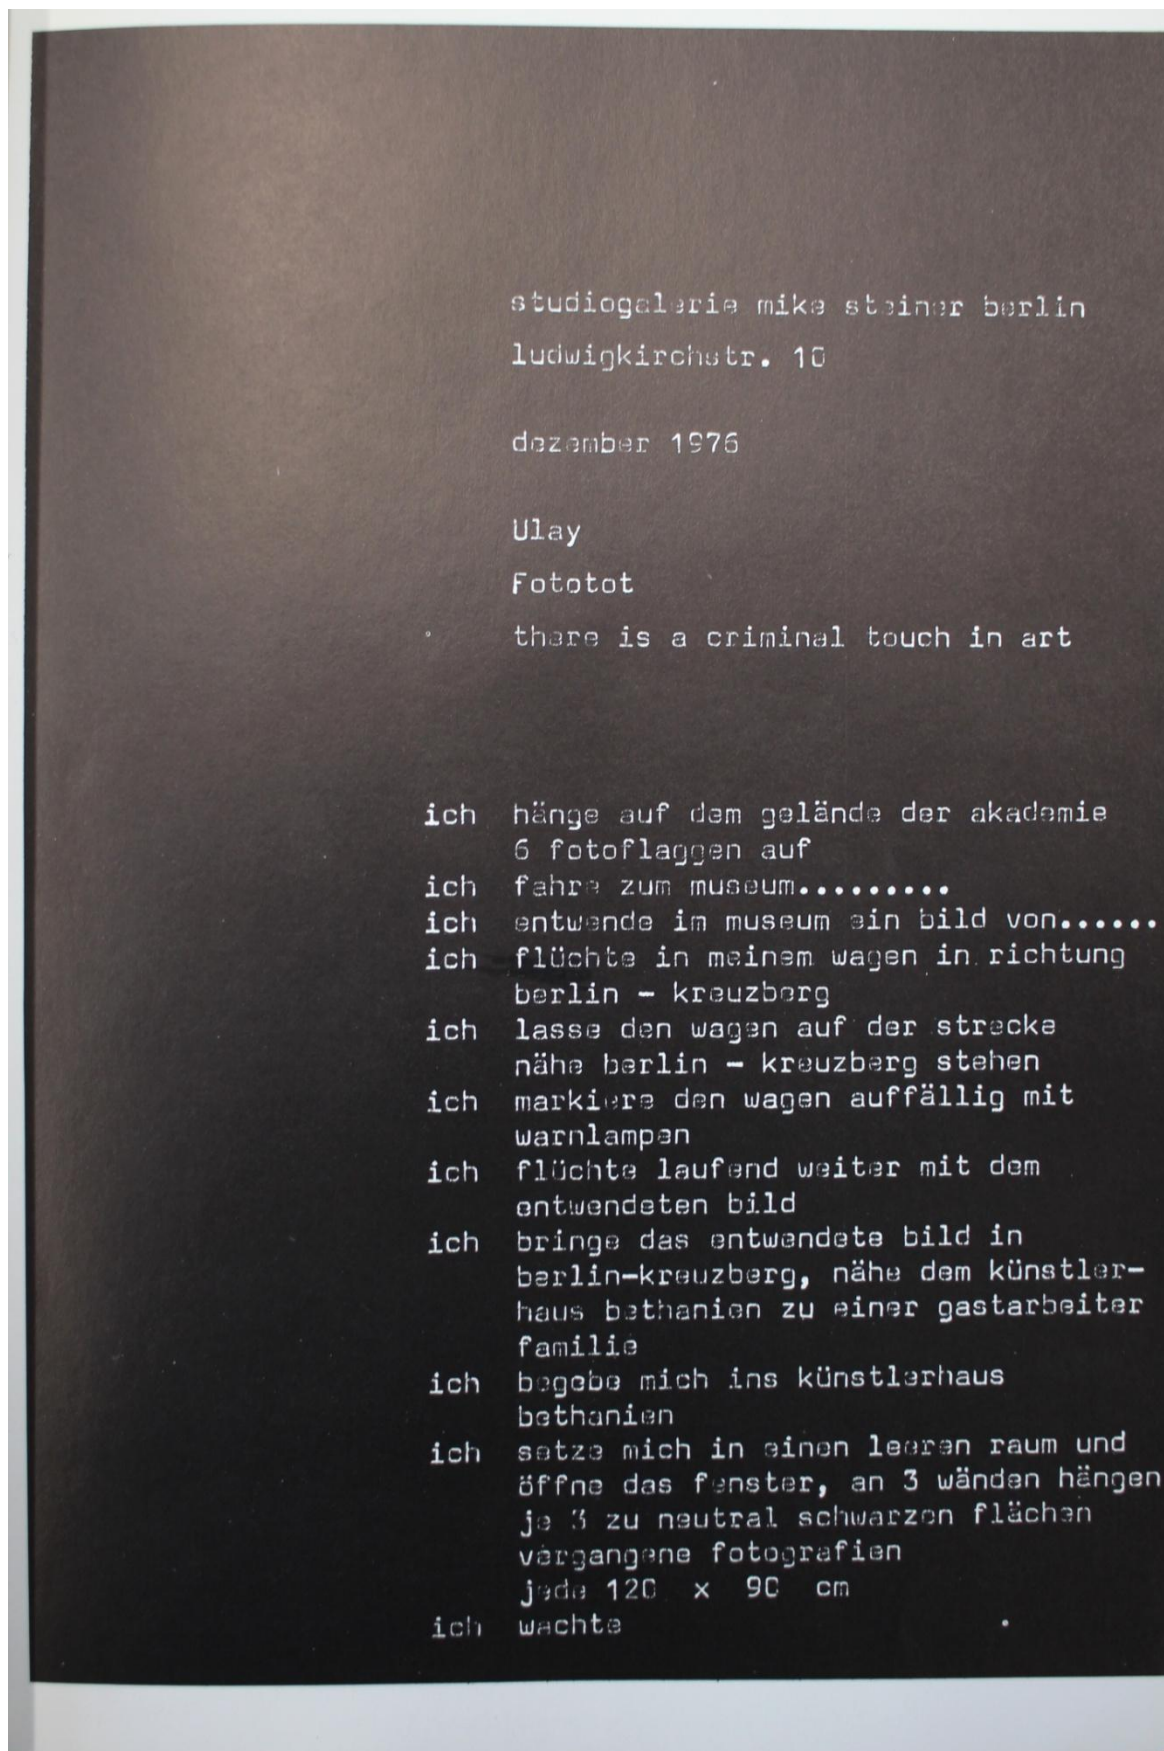 studiogalerie mike steiner berlin
ludwigkirchstr. 10
dezember 1976
Ulay
Fototot
there is a criminal touch in art
ich hänge auf dem gelände der akademie
6 fotoflaggen auf
ich fahre zum museum.........
ich entwende im museum ein bild von......
ich flüchte in meinem wagen in richtung
berlin - kreuzberg
ich lasse den wagen auf der strecke
nähe berlin - kreuzberg stehen
ich markiere den wagen auffällig mit
warnlampen
ich flüchte laufend weiter mit dem
entwendeten bild
ich bringe das entwendete bild in
berlin-kreuzberg, nähe dem künstler-
haus bethanien zu einer gastarbeiter
familie
ich begebe mich ins künstlerhaus
bethanien
ich setze mich in einen leeren raum und
öffne das fenster, an 3 wänden hängen
je 3 zu neutral schwarzen flächen
vergangene fotografien
jede 120 x 90 cm
ich wachte